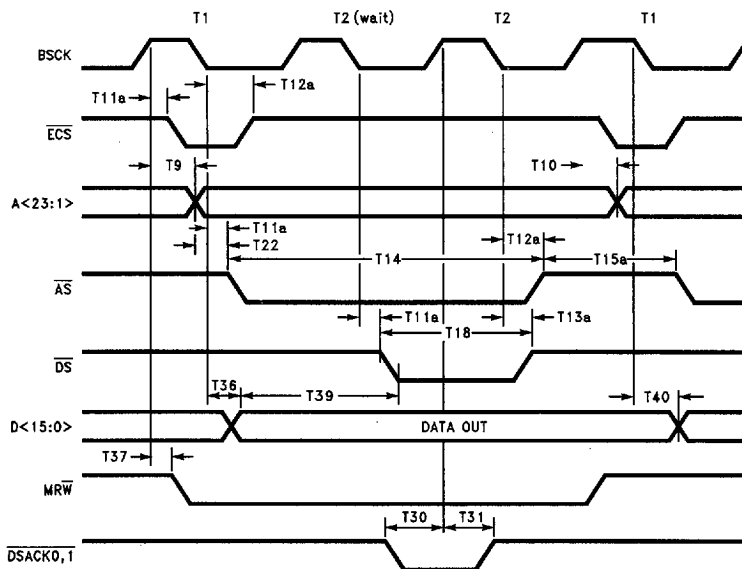 T1 T2 (wait) T2 T1
BSCK
T11a T12a
ECS
T9 T10
A<23:1>
T11a T12a
T22
T14 T15a
AS
T11a T13a
T18
DS
T36 T39 T40
D<15:0> DATA OUT
T37
MRW
T30 T31
DSACK0,1